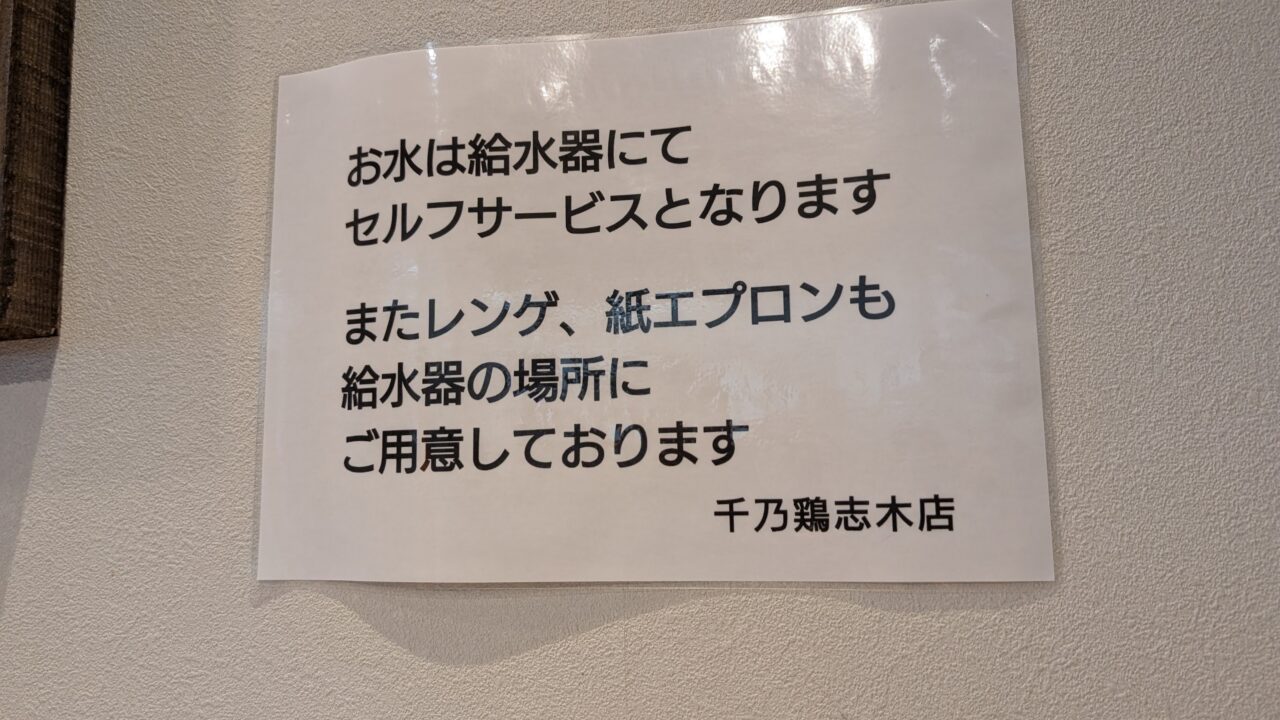 お水は給水器にて
セルフサービスとなります
またレンゲ、紙エプロンも
給水器の場所に
ご用意しております
千乃鶏志木店